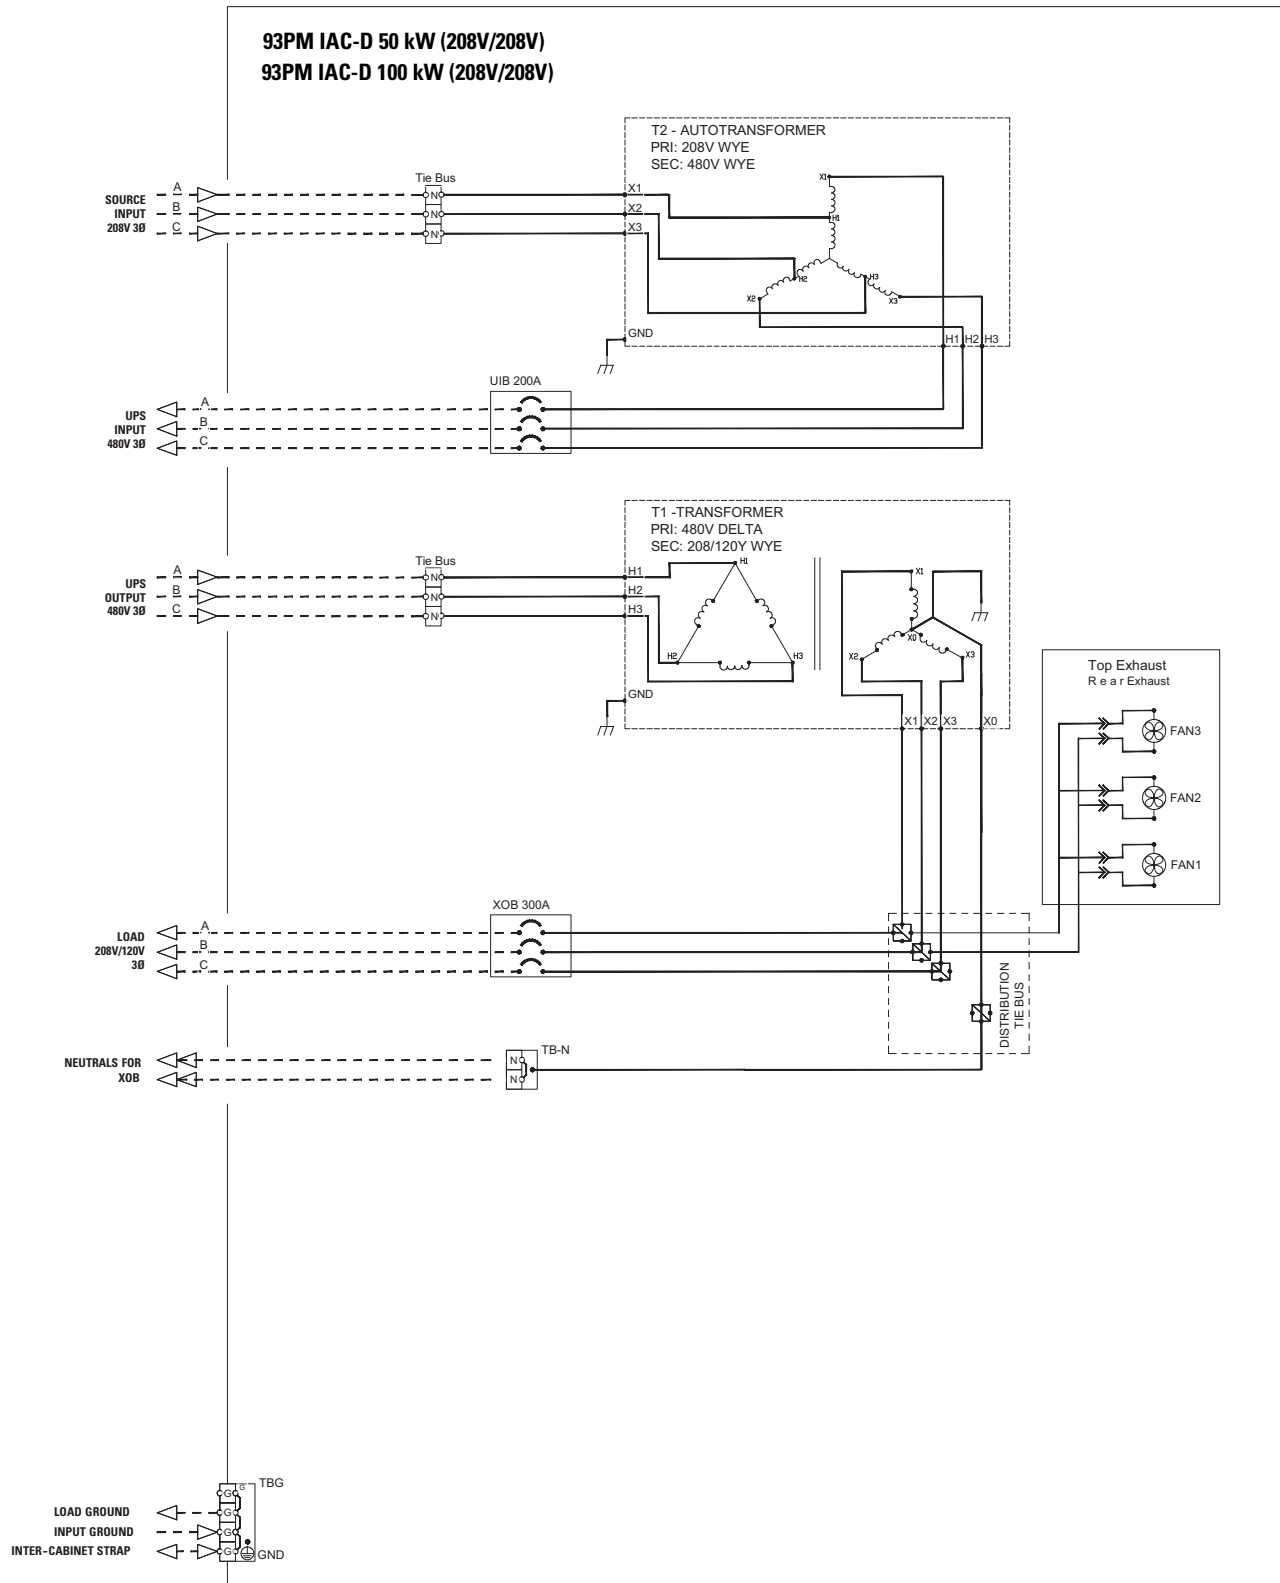 93PM IAC-D 50 kW (208V/208V)
93PM IAC-D 100 kW (208V/208V)
T2 - AUTOTRANSFORMER
PRI: 208V WYE
SEC: 480V WYE
Tie Bus
SOURCE
INPUT
208V 3Ø
A
B
C
N
N
N
X1
X2
X3
X1
H1
H2
H3
X2
X3
GND
H1 H2 H3
UIB 200A
UPS
INPUT
480V 3Ø
A
B
C
T1 -TRANSFORMER
PRI: 480V DELTA
SEC: 208/120Y WYE
Tie Bus
UPS
OUTPUT
480V 3Ø
A
B
C
N
N
N
H1
H2
H3
H1
H2
H3
X1
X0
X2
X3
GND
X1 X2 X3 X0
Top Exhaust
R e a r Exhaust
FAN3
FAN2
FAN1
XOB 300A
LOAD
208V/120V
3Ø
A
B
C
DISTRIBUTION
TIE BUS
NEUTRALS FOR
XOB
TB-N
N
N
TBG
G
G
G
G
G
LOAD GROUND
INPUT GROUND
INTER-CABINET STRAP
GND